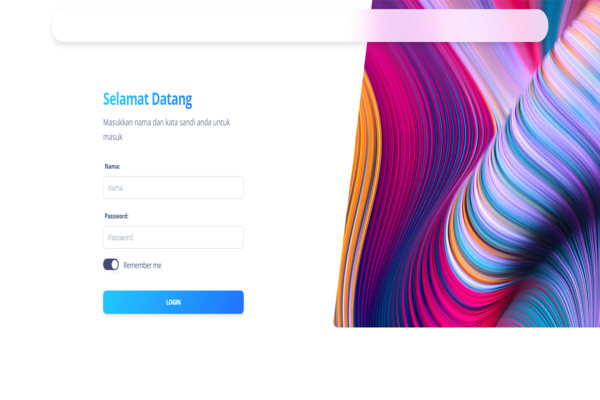 Selamat Datang
Masukkan nama dan kata sandi anda untuk
masuk
Nama:
nama
Password:
Password
Remember me
LOGIN